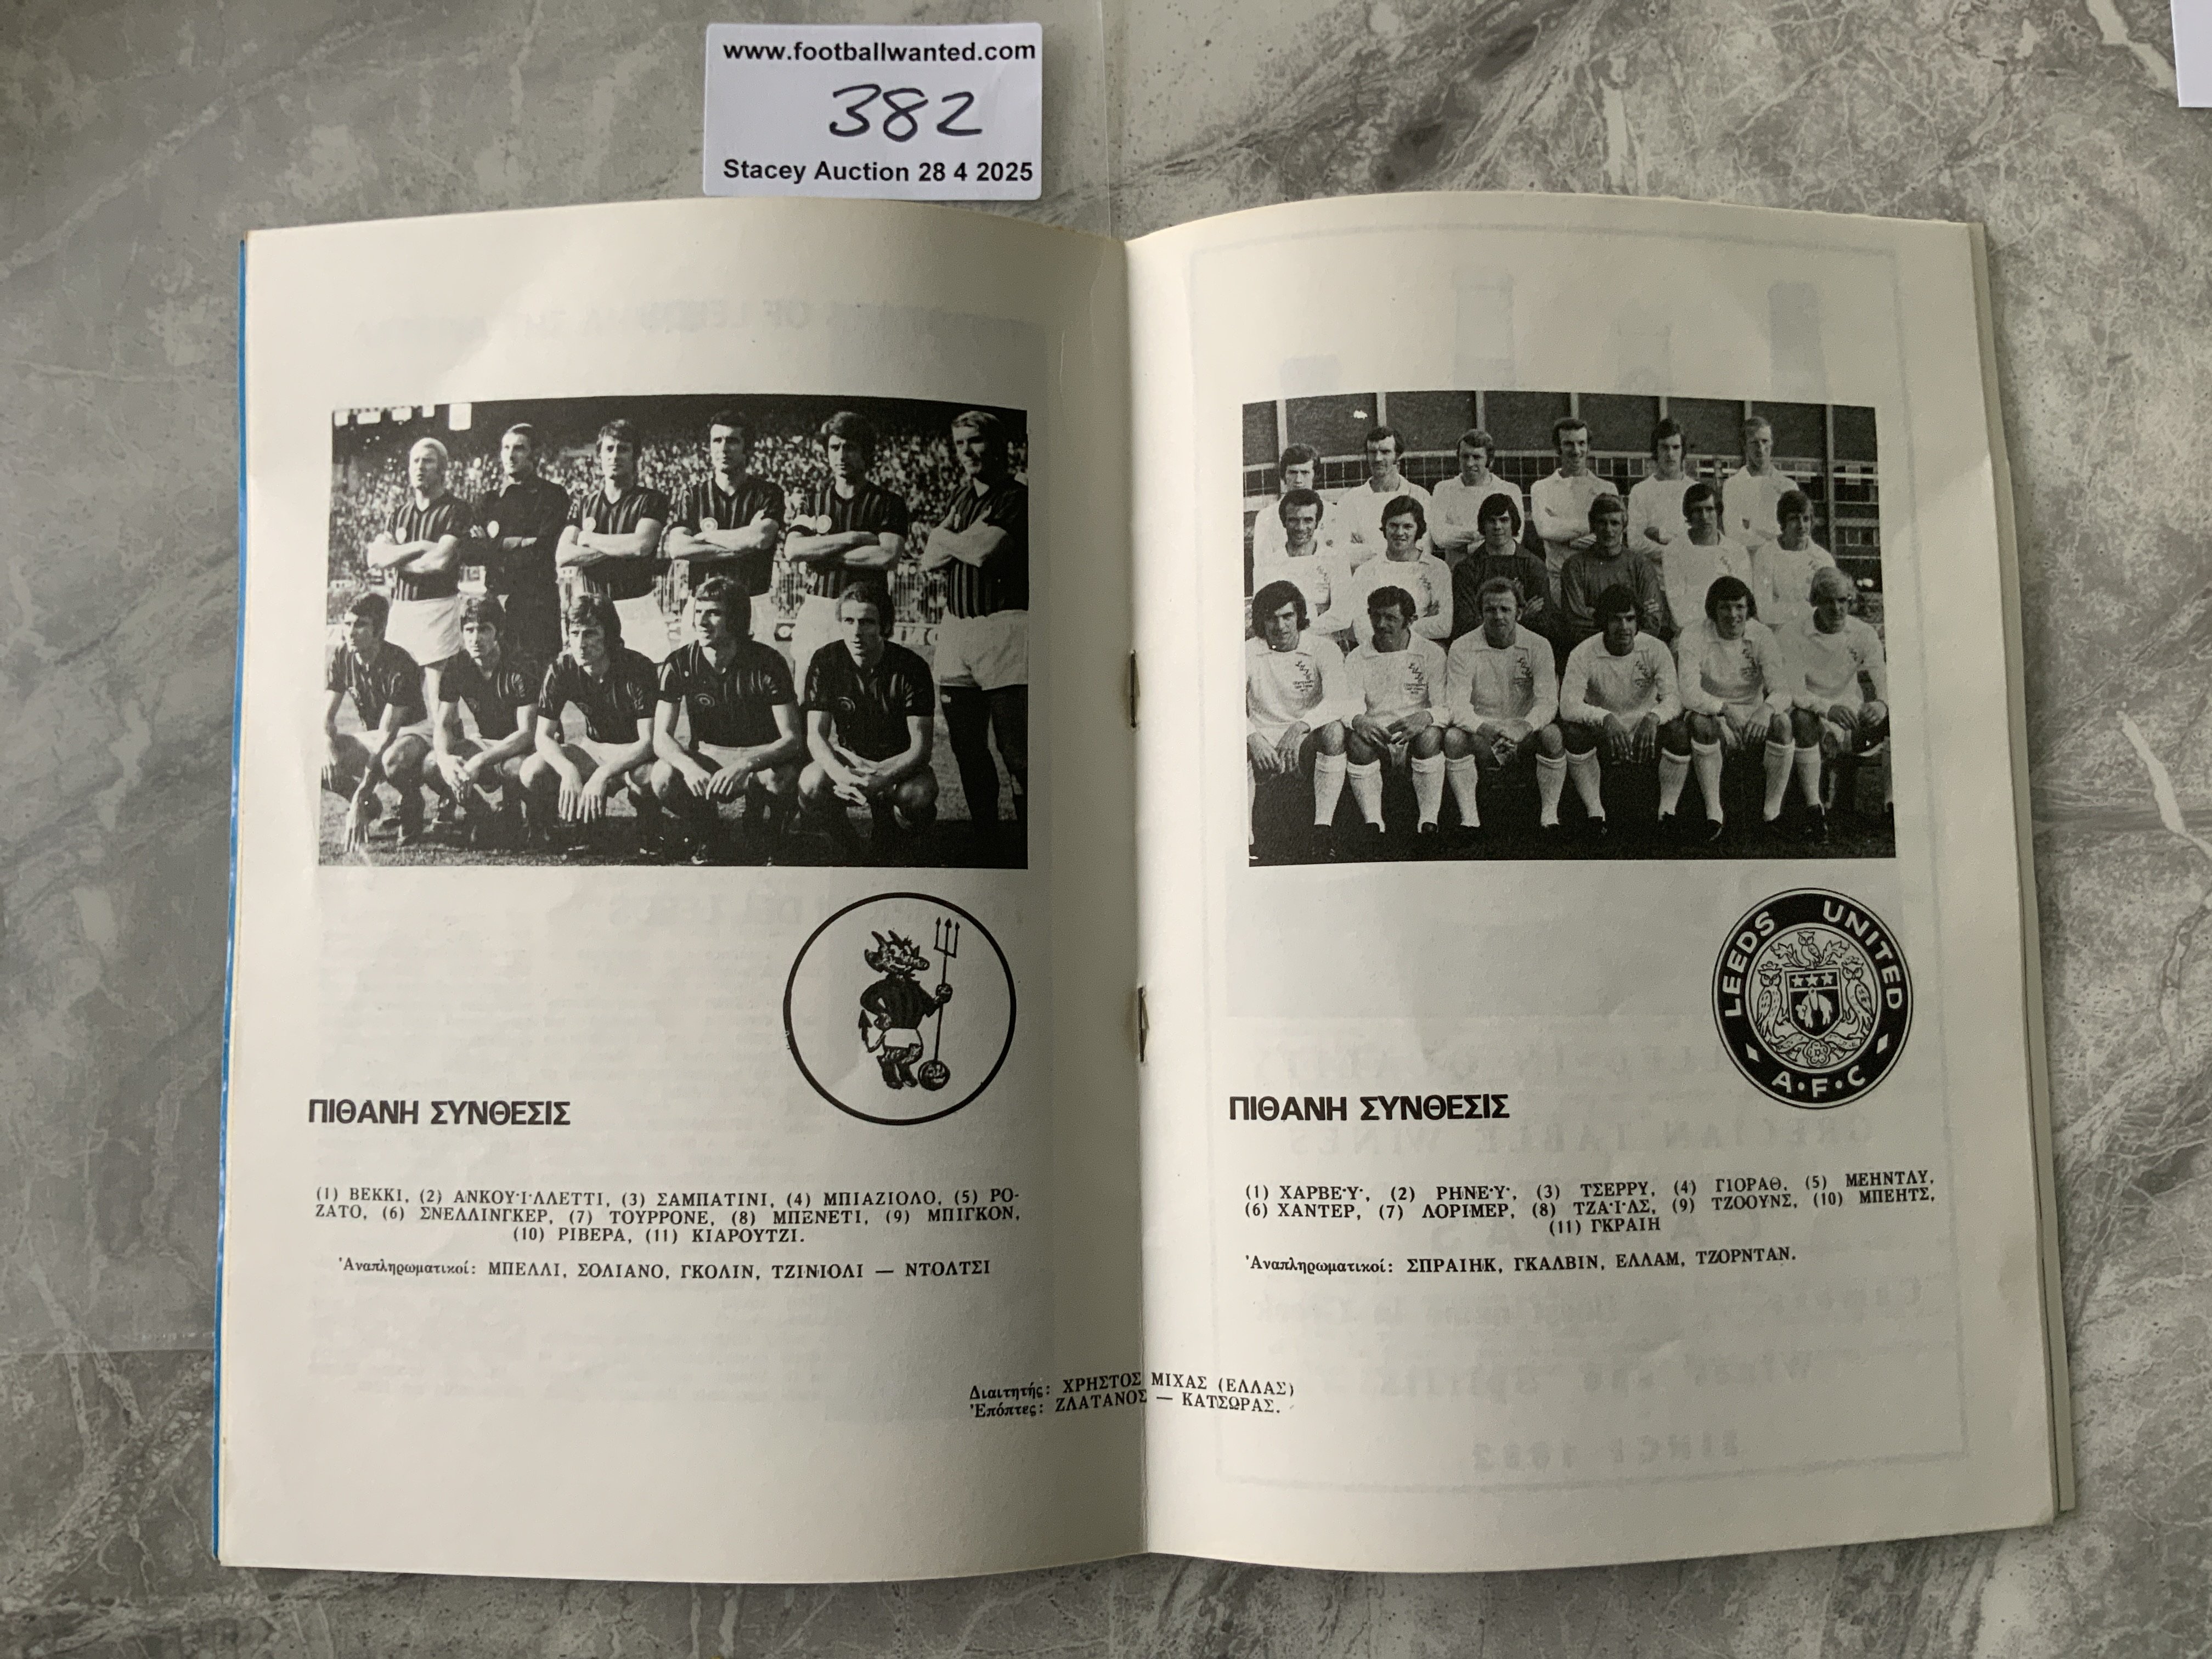 www.footballwanted.com
382
Stacey Auction 28 4 2025
ΠΙΘΑΝΗ ΣΥΝΘΕΣΙΣ
(1) ΒΕΚΚΙ, (2) ΑΝΚΟΥ·Ι·ΛΛΕΤΤΙ, (3) ΣΑΜΠΑΤΙΝΙ, (4) ΜΠΙΑΖΙΟΛΟ, (5) ΡΟ-
ΖΑΤΟ, (6) ΣΝΕΛΛΙΝΓΚΕΡ, (7) ΤΟΥΡΡΟΝΕ, (8) ΜΠΕΝΕΤΙ, (9) ΜΠΙΓΚΟΝ,
(10) ΡΙΒΕΡΑ, (11) ΚΙΑΡΟΥΤΖΙ.
Ἀναπληρωματικοί: ΜΠΕΛΛΙ, ΣΟΛΙΑΝΟ, ΓΚΟΛΙΝ, ΤΖΙΝΙΟΛΙ — ΝΤΟΛΤΣΙ
LEEDS UNITED
A·F·C
ΠΙΘΑΝΗ ΣΥΝΘΕΣΙΣ
(1) ΧΑΡΒΕ·Υ·, (2) ΡΗΝΕ·Υ·, (3) ΤΣΕΡΡΥ, (4) ΓΙΟΡΑΘ, (5) ΜΕΗΝΤΛΥ,
(6) ΧΑΝΤΕΡ, (7) ΛΟΡΙΜΕΡ, (8) ΤΖΑ·Ι·ΛΣ, (9) ΤΖΟΟΥΝΣ, (10) ΜΠΕΗΤΣ,
(11) ΓΚΡΑΙΗ
Ἀναπληρωματικοί: ΣΠΡΑΙΗΚ, ΓΚΑΛΒΙΝ, ΕΛΛΑΜ, ΤΖΟΡΝΤΑΝ.
Διαιτητής: ΧΡΗΣΤΟΣ ΜΙΧΑΣ (ΕΛΛΑΣ)
Ἐπόπτες: ΖΛΑΤΑΝΟΣ — ΚΑΤΣΩΡΑΣ.